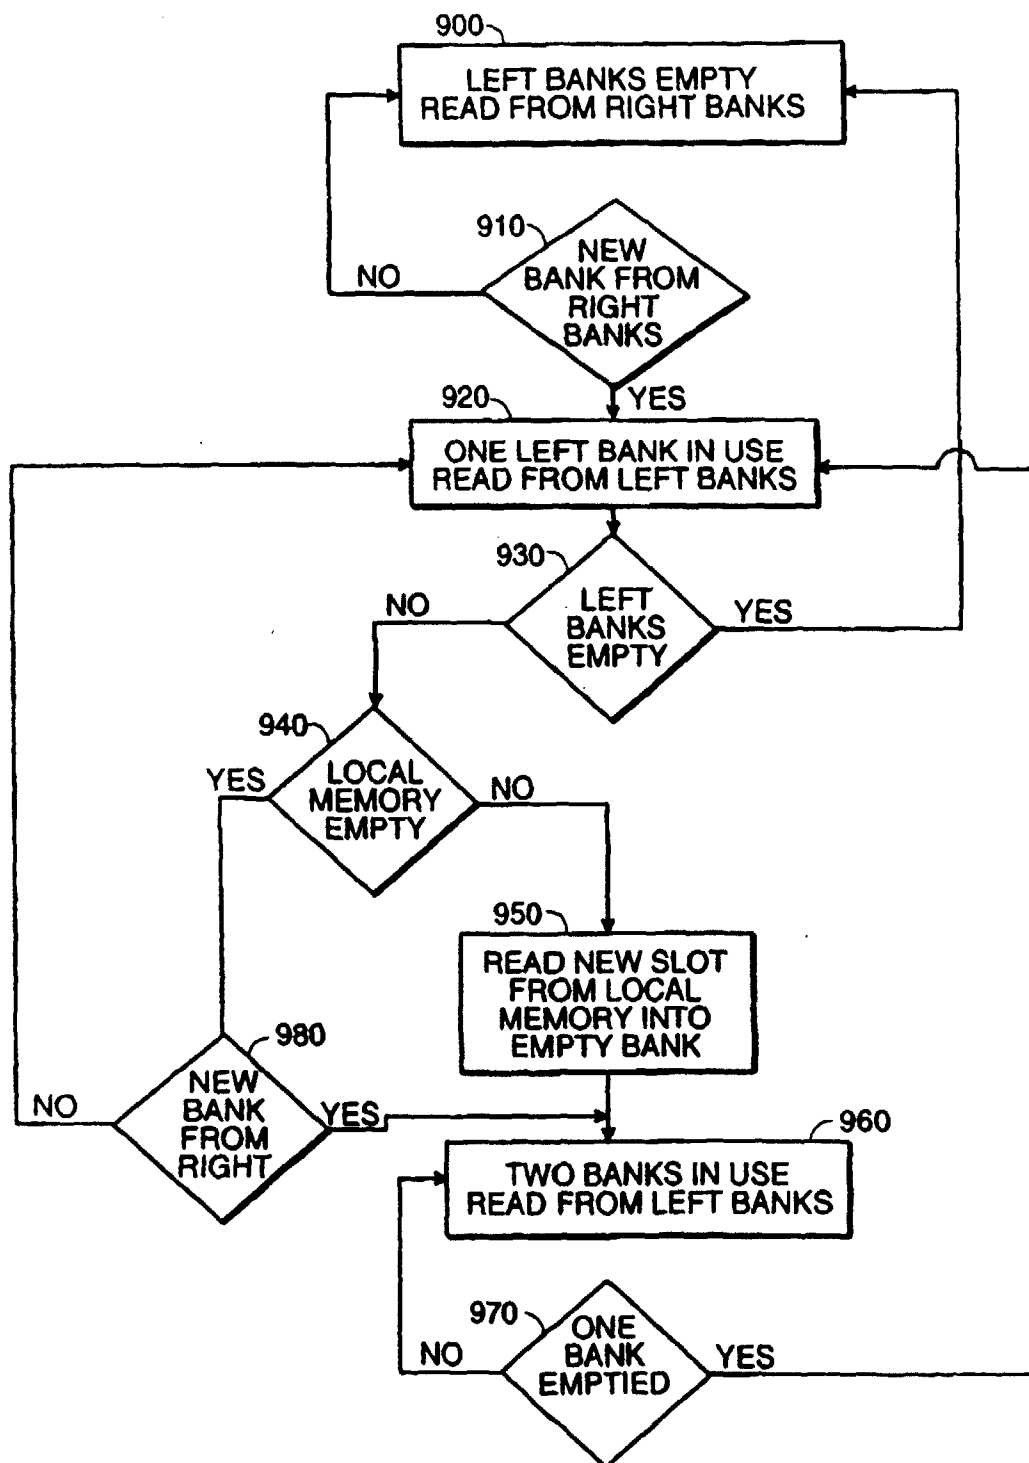 900
LEFT BANKS EMPTY
READ FROM RIGHT BANKS
910
NEW
BANK FROM
RIGHT
BANKS
NO
YES
920
ONE LEFT BANK IN USE
READ FROM LEFT BANKS
930
LEFT
BANKS
EMPTY
NO
YES
940
LOCAL
MEMORY
EMPTY
YES
NO
950
READ NEW SLOT
FROM LOCAL
MEMORY INTO
EMPTY BANK
980
NEW
BANK
FROM
RIGHT
NO
YES
960
TWO BANKS IN USE
READ FROM LEFT BANKS
970
ONE
BANK
EMPTIED
NO
YES